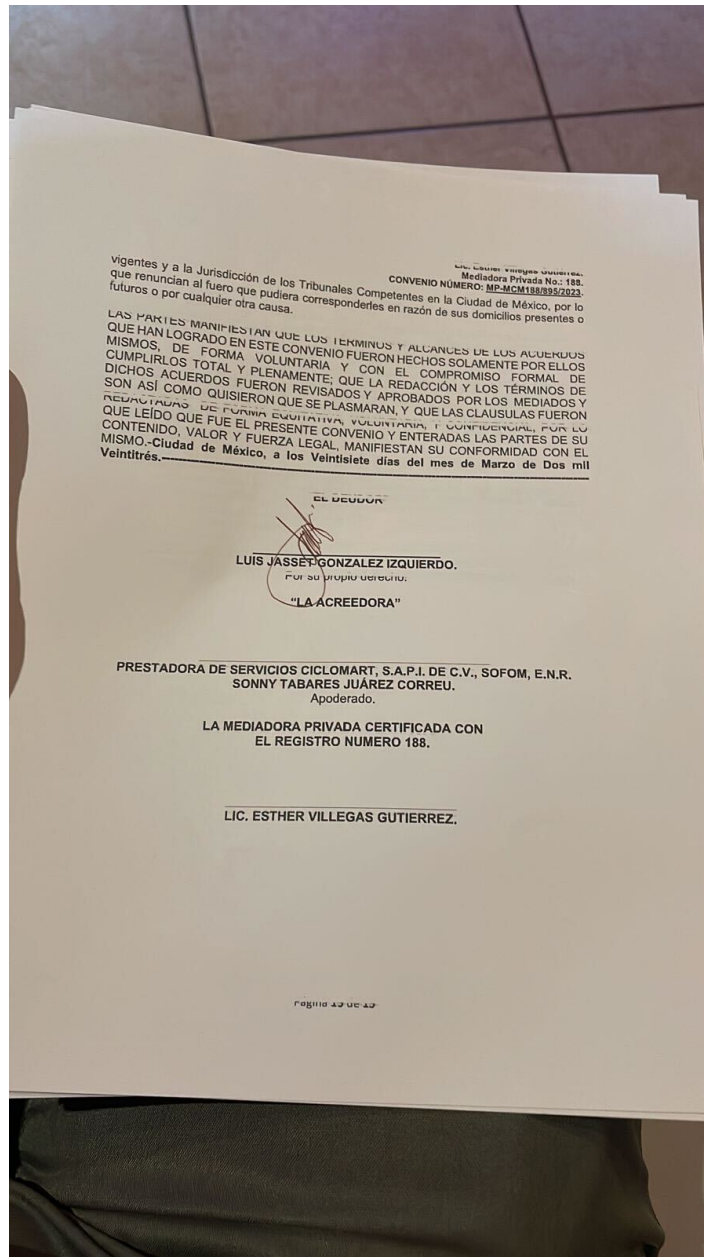 Lic. Esther Villegas Gutiérrez.
Mediadora Privada No.: 188.
CONVENIO NÚMERO: MP-MCM188/895/2023.
vigentes y a la Jurisdicción de los Tribunales Competentes en la Ciudad de México, por lo
que renuncian al fuero que pudiera corresponderles en razón de sus domicilios presentes o
futuros o por cualquier otra causa.
LAS PARTES MANIFIESTAN QUE LOS TÉRMINOS Y ALCANCES DE LOS ACUERDOS
QUE HAN LOGRADO EN ESTE CONVENIO FUERON HECHOS SOLAMENTE POR ELLOS
MISMOS, DE FORMA VOLUNTARIA Y CON EL COMPROMISO FORMAL DE
CUMPLIRLOS TOTAL Y PLENAMENTE; QUE LA REDACCIÓN Y LOS TÉRMINOS DE
DICHOS ACUERDOS FUERON REVISADOS Y APROBADOS POR LOS MEDIADOS Y
SON ASÍ COMO QUISIERON QUE SE PLASMARAN, Y QUE LAS CLAUSULAS FUERON
REDACTADAS DE FORMA EQUITATIVA, VOLUNTARIA, Y CONFIDENCIAL, POR LO
QUE LEÍDO QUE FUE EL PRESENTE CONVENIO Y ENTERADAS LAS PARTES DE SU
CONTENIDO, VALOR Y FUERZA LEGAL, MANIFIESTAN SU CONFORMIDAD CON EL
MISMO.-Ciudad de México, a los Veintisiete días del mes de Marzo de Dos mil
Veintitrés.-
EL DEUDOR
LUIS JASSET GONZALEZ IZQUIERDO.
Por su propio derecho.
"LA ACREEDORA"
PRESTADORA DE SERVICIOS CICLOMART, S.A.P.I. DE C.V., SOFOM, E.N.R.
SONNY TABARES JUÁREZ CORREU.
Apoderado.
LA MEDIADORA PRIVADA CERTIFICADA CON
EL REGISTRO NUMERO 188.
LIC. ESTHER VILLEGAS GUTIERREZ.